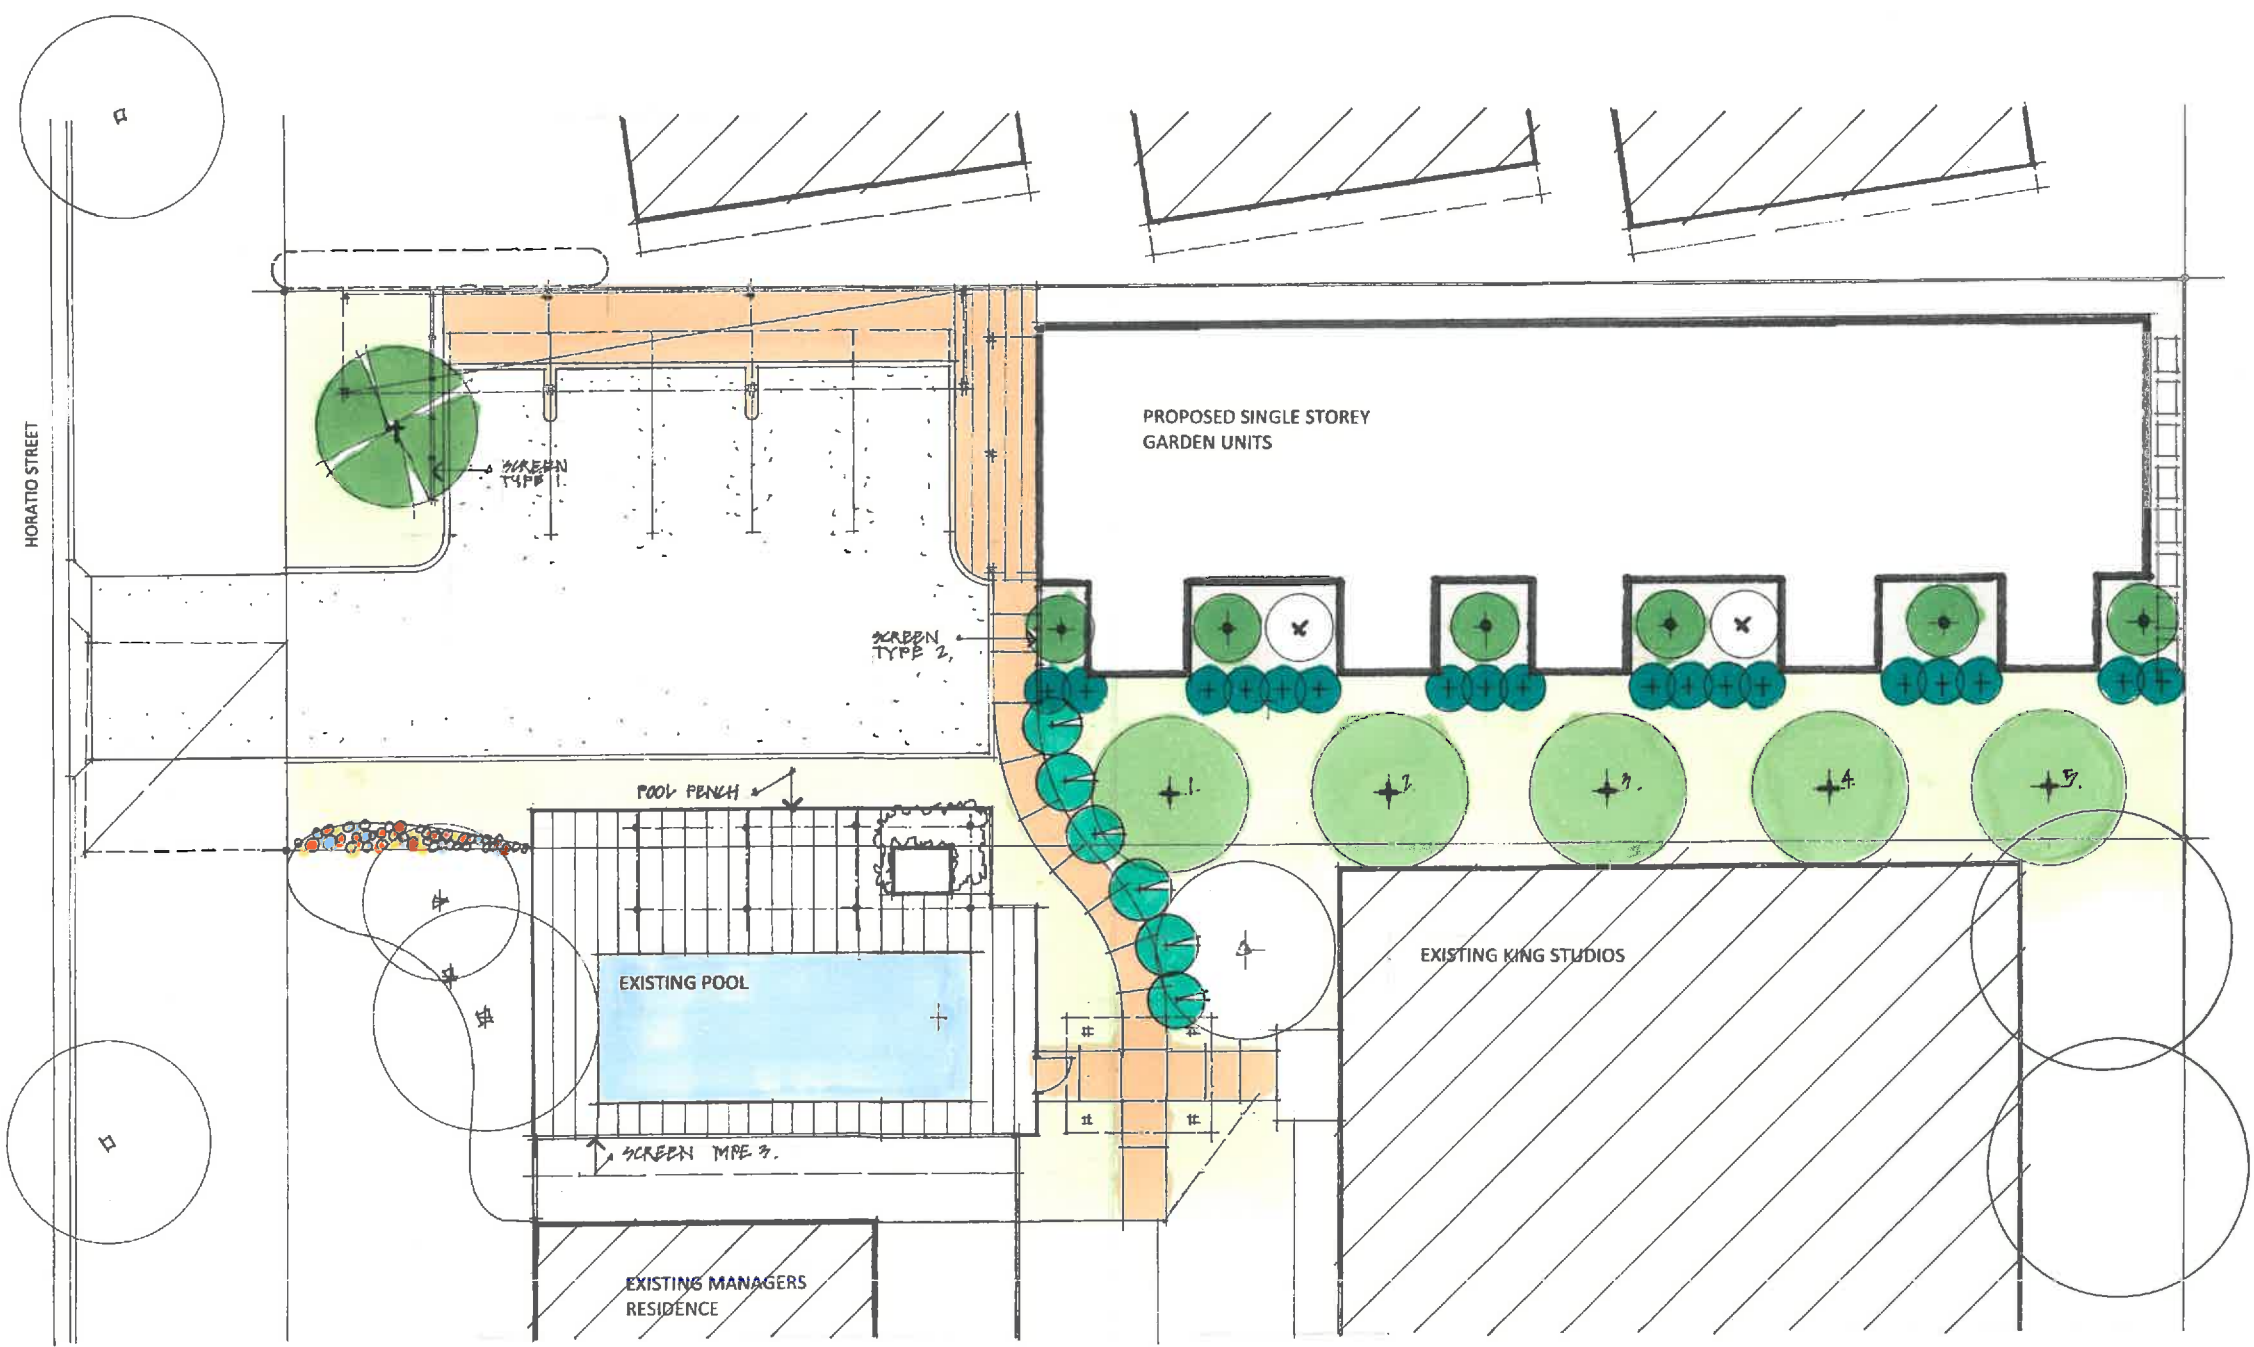 HORATIO STREET
SCREEN
TYPE 1.
PROPOSED SINGLE STOREY
GARDEN UNITS
SCREEN
TYPE 2,
POOL FENCH
1.
2.
3.
4.
5.
EXISTING POOL
EXISTING KING STUDIOS
SCREEN TYPE 3.
EXISTING MANAGERS
RESIDENCE